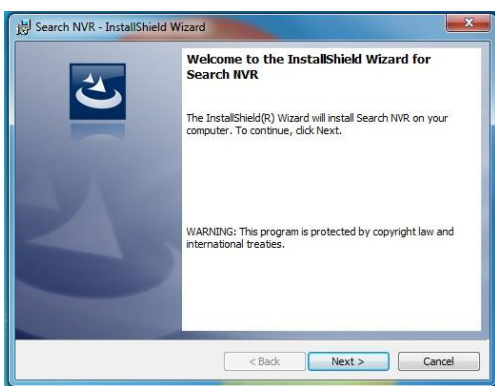 Search NVR - InstallShield Wizard
Welcome to the InstallShield Wizard for
Search NVR
The InstallShield(R) Wizard will install Search NVR on your
computer. To continue, click Next.
WARNING: This program is protected by copyright law and
international treaties.
< Back
Next >
Cancel